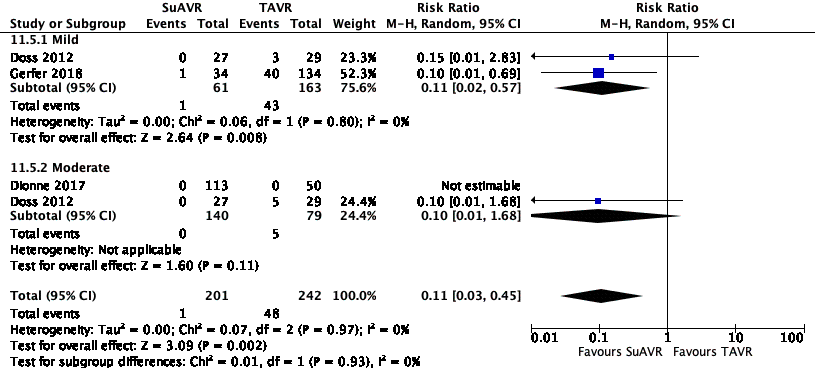 SuAVR TAVR Risk Ratio Risk Ratio
Study or Subgroup Events Total Events Total Weight M-H, Random, 95% CI M-H, Random, 95% CI
11.5.1 Mild
Doss 2012 0 27 3 29 23.3% 0.15 [0.01, 2.83]
Gerfer 2018 1 34 40 134 52.3% 0.10 [0.01, 0.69]
Subtotal (95% CI) 61 163 75.6% 0.11 [0.02, 0.57]
Total events 1 43
Heterogeneity: Tau² = 0.00; Chi² = 0.06, df = 1 (P = 0.80); I² = 0%
Test for overall effect: Z = 2.64 (P = 0.008)
11.5.2 Moderate
Dionne 2017 0 113 0 50 Not estimable
Doss 2012 0 27 5 29 24.4% 0.10 [0.01, 1.68]
Subtotal (95% CI) 140 79 24.4% 0.10 [0.01, 1.68]
Total events 0 5
Heterogeneity: Not applicable
Test for overall effect: Z = 1.60 (P = 0.11)
Total (95% CI) 201 242 100.0% 0.11 [0.03, 0.45]
Total events 1 48
Heterogeneity: Tau² = 0.00; Chi² = 0.07, df = 2 (P = 0.97); I² = 0%
Test for overall effect: Z = 3.09 (P = 0.002)
Test for subgroup differences: Chi² = 0.01, df = 1 (P = 0.93), I² = 0%
0.01 0.1 1 10 100
Favours SuAVR Favours TAVR